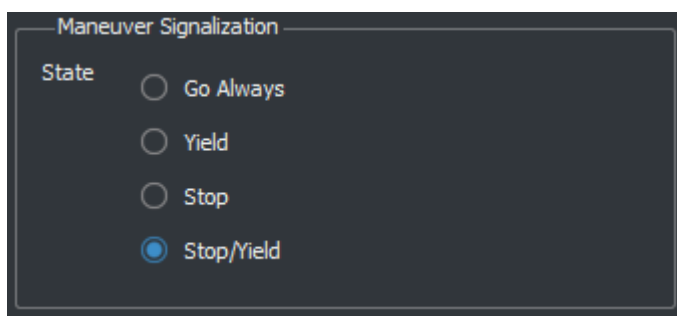 Maneuver Signalization
State
Go Always
Yield
Stop
Stop/Yield